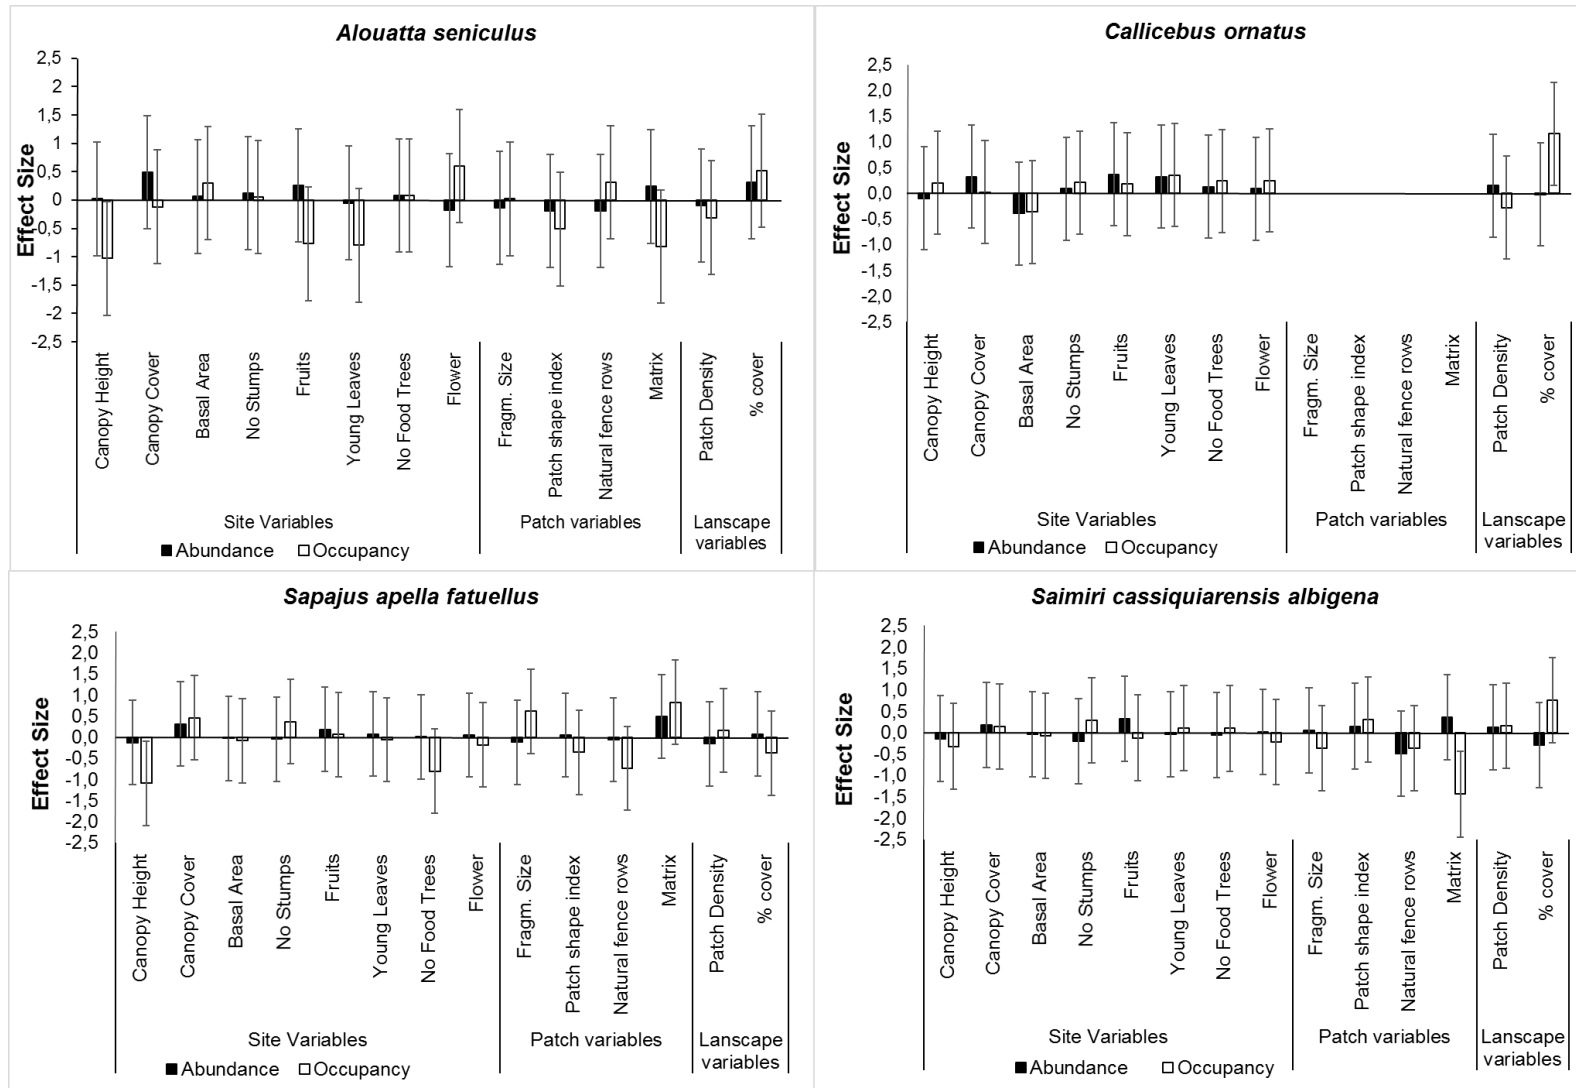 Alouatta seniculus
Effect Size
2,5
2
1,5
1
0,5
0
-0,5
-1
-1,5
-2
-2,5
Canopy Height
Canopy Cover
Basal Area
No Stumps
Fruits
Young Leaves
No Food Trees
Flower
Fragm. Size
Patch shape index
Natural fence rows
Matrix
Patch Density
% cover
Site Variables
Patch variables
Lanscape
variables
Abundance
Occupancy
Callicebus ornatus
Effect Size
2,5
2,0
1,5
1,0
0,5
0,0
-0,5
-1,0
-1,5
-2,0
-2,5
Canopy Height
Canopy Cover
Basal Area
No Stumps
Fruits
Young Leaves
No Food Trees
Flower
Fragm. Size
Patch shape index
Natural fence rows
Matrix
Patch Density
% cover
Site Variables
Patch variables
Lanscape
variables
Abundance
Occupancy
Sapajus apella fatuellus
Effect Size
2,5
2,0
1,5
1,0
0,5
0,0
-0,5
-1,0
-1,5
-2,0
-2,5
Canopy Height
Canopy Cover
Basal Area
No Stumps
Fruits
Young Leaves
No Food Trees
Flower
Fragm. Size
Patch shape index
Natural fence rows
Matrix
Patch Density
% cover
Site Variables
Patch variables
Lanscape
variables
Abundance
Occupancy
Saimiri cassiquiarensis albigena
Effect Size
2,5
2,0
1,5
1,0
0,5
0,0
-0,5
-1,0
-1,5
-2,0
-2,5
Canopy Height
Canopy Cover
Basal Area
No Stumps
Fruits
Young Leaves
No Food Trees
Flower
Fragm. Size
Patch shape index
Natural fence rows
Matrix
Patch Density
% cover
Site Variables
Patch variables
Lanscape
variables
Abundance
Occupancy